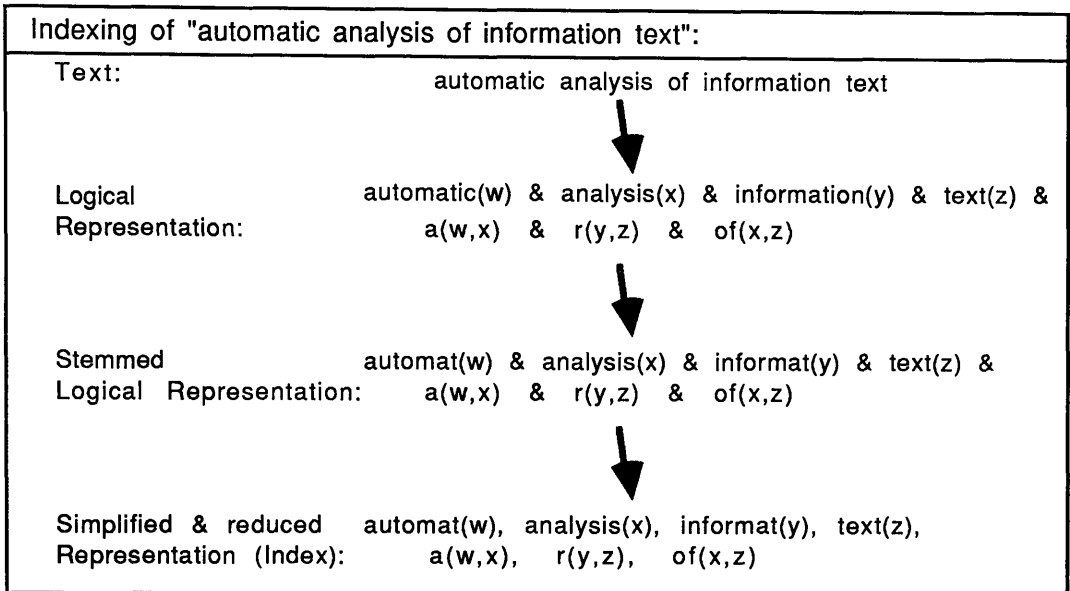 Indexing of "automatic analysis of information text":
Text: automatic analysis of information text
Logical automatic(w) & analysis(x) & information(y) & text(z) &
Representation: a(w,x) & r(y,z) & of(x,z)
Stemmed automat(w) & analysis(x) & informat(y) & text(z) &
Logical Representation: a(w,x) & r(y,z) & of(x,z)
Simplified & reduced automat(w), analysis(x), informat(y), text(z),
Representation (Index): a(w,x), r(y,z), of(x,z)